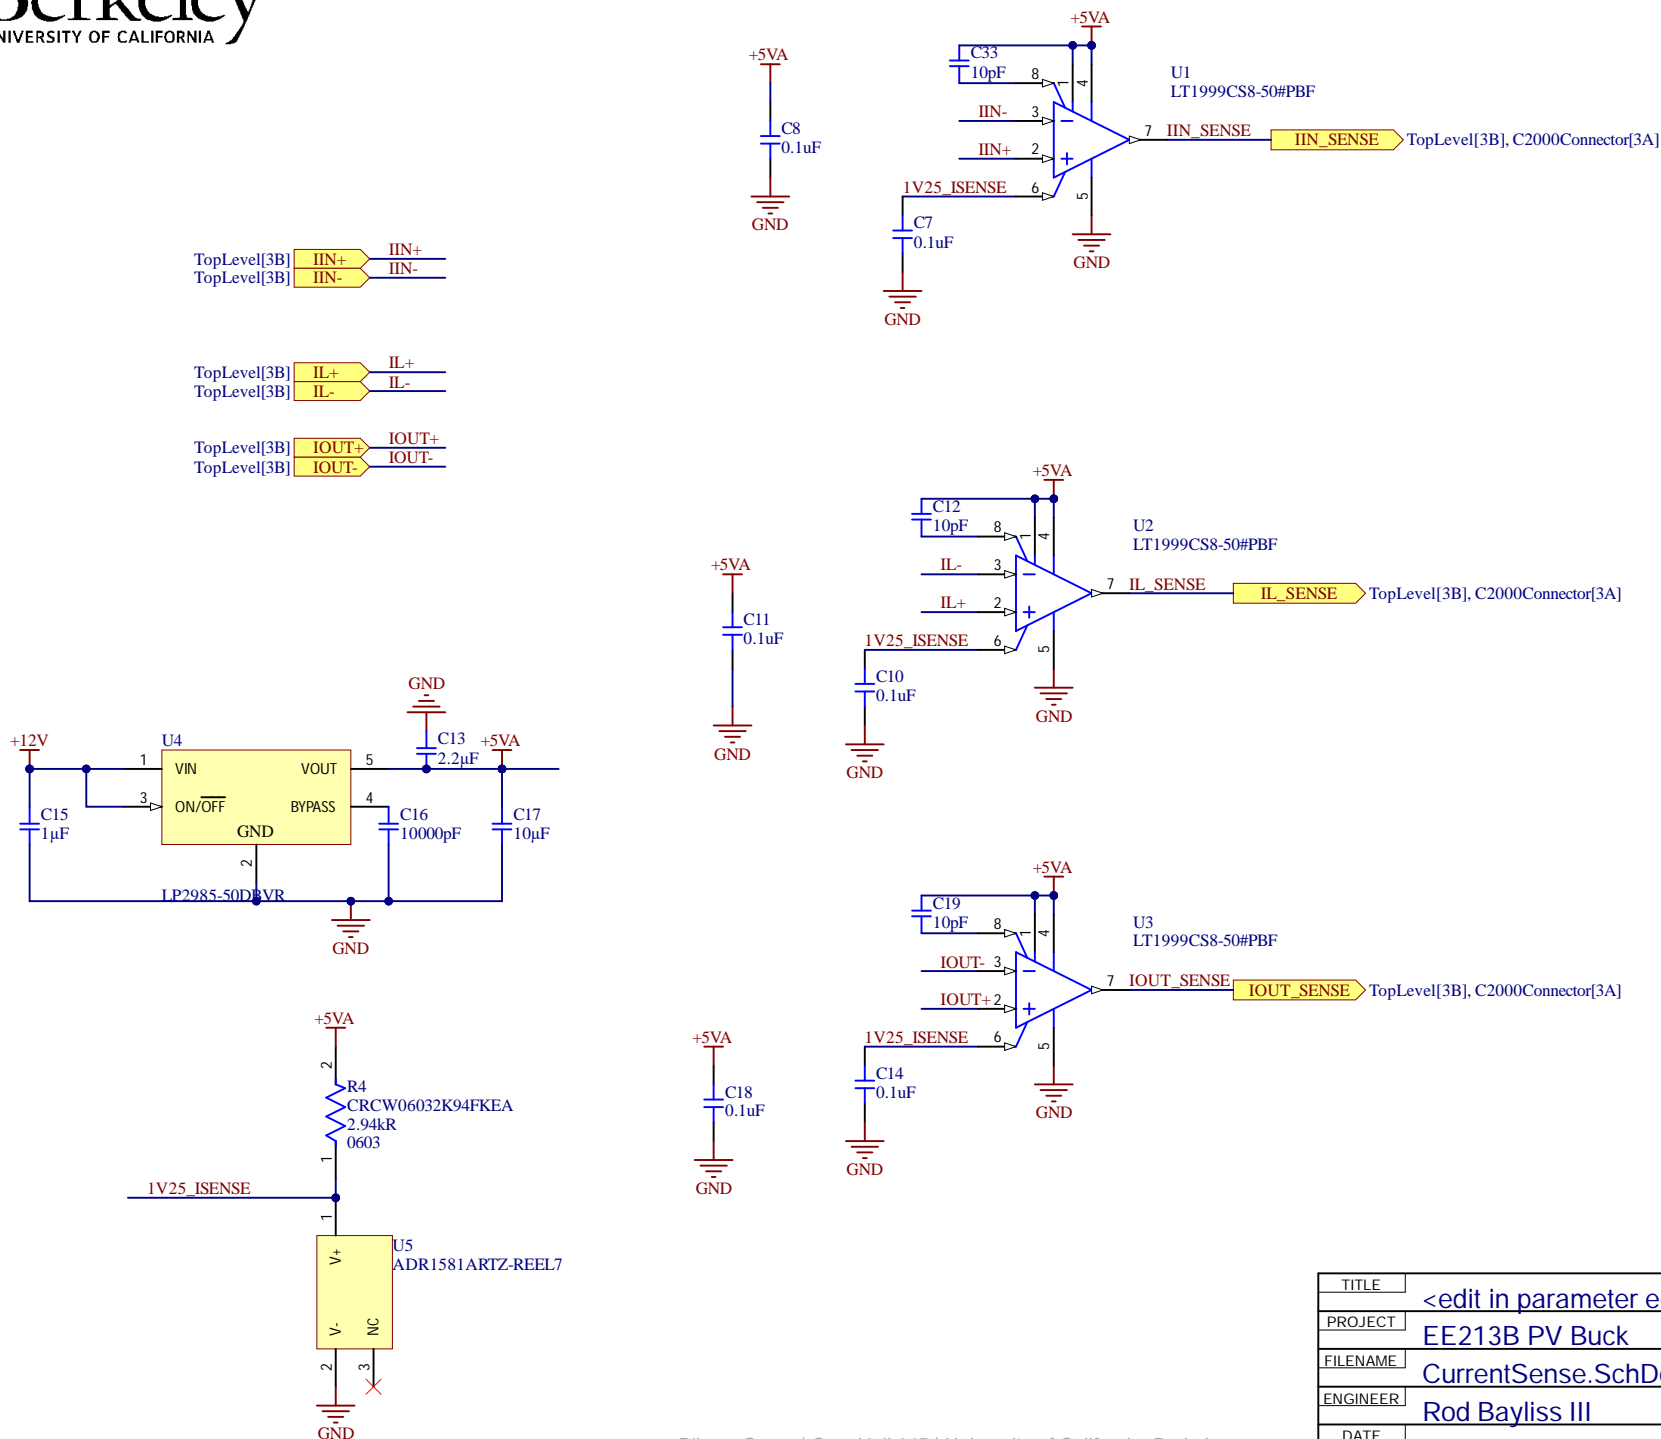 Berkeley
UNIVERSITY OF CALIFORNIA
+5VA
C8
0.1uF
GND
+5VA
C33
10pF
8
1
4
U1
LT1999CS8-50#PBF
IIN-
3
IIN+
2
7
IIN_SENSE
IIN_SENSE
TopLevel[3B], C2000Connector[3A]
1V25_ISENSE
6
5
C7
0.1uF
GND
GND
TopLevel[3B]
IIN+
IIN+
TopLevel[3B]
IIN-
IIN-
TopLevel[3B]
IL+
IL+
TopLevel[3B]
IL-
IL-
TopLevel[3B]
IOUT+
IOUT+
TopLevel[3B]
IOUT-
IOUT-
+5VA
C11
0.1uF
GND
+5VA
C12
10pF
8
1
4
U2
LT1999CS8-50#PBF
IL-
3
IL+
2
7
IL_SENSE
IL_SENSE
TopLevel[3B], C2000Connector[3A]
1V25_ISENSE
6
5
C10
0.1uF
GND
GND
GND
+12V
U4
C13
2.2µF
+5VA
1
VIN
VOUT
5
3
ON/OFF
BYPASS
4
GND
2
C15
1µF
C16
10000pF
C17
10µF
LP2985-50DBVR
GND
+5VA
C18
0.1uF
GND
+5VA
C19
10pF
8
1
4
U3
LT1999CS8-50#PBF
IOUT-
3
IOUT+
2
7
IOUT_SENSE
IOUT_SENSE
TopLevel[3B], C2000Connector[3A]
1V25_ISENSE
6
5
C14
0.1uF
GND
GND
+5VA
2
R4
CRCW06032K94FKEA
2.94kR
0603
1
1V25_ISENSE
1
V+
U5
ADR1581ARTZ-REEL7
V-
NC
2
3
GND
TITLE
<edit in parameter
PROJECT
EE213B PV Buck
FILENAME
CurrentSense.SchD
ENGINEER
Rod Bayliss III
DATE